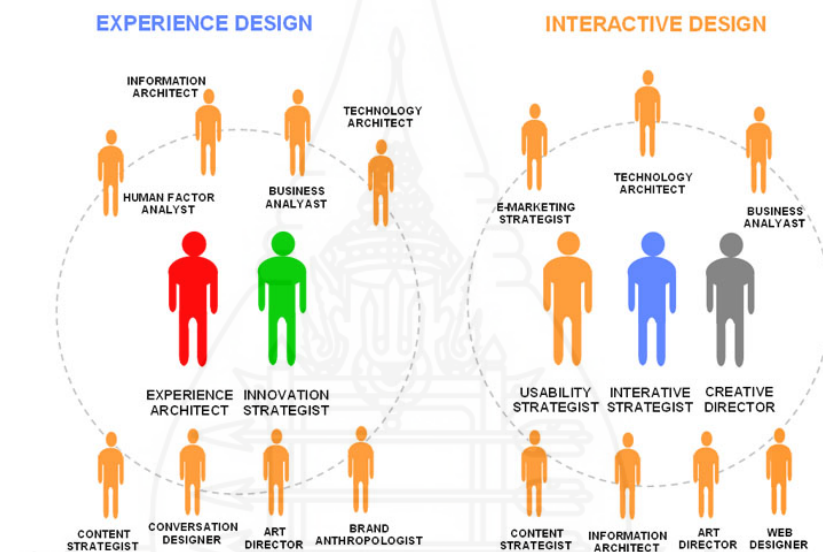 EXPERIENCE DESIGN
INFORMATION
ARCHITECT
TECHNOLOGY
ARCHITECT
HUMAN FACTOR
ANALYST
BUSINESS
ANALYAST
EXPERIENCE
ARCHITECT
INNOVATION
STRATEGIST
CONTENT
STRATEGIST
CONVERSATION
DESIGNER
ART
DIRECTOR
BRAND
ANTHROPOLOGIST
INTERACTIVE DESIGN
TECHNOLOGY
ARCHITECT
E-MARKETING
STRATEGIST
BUSINESS
ANALYAST
USABILITY
STRATEGIST
INTERATIVE
STRATEGIST
CREATIVE
DIRECTOR
CONTENT
STRATEGIST
INFORMATION
ARCHITECT
ART
DIRECTOR
WEB
DESIGNER